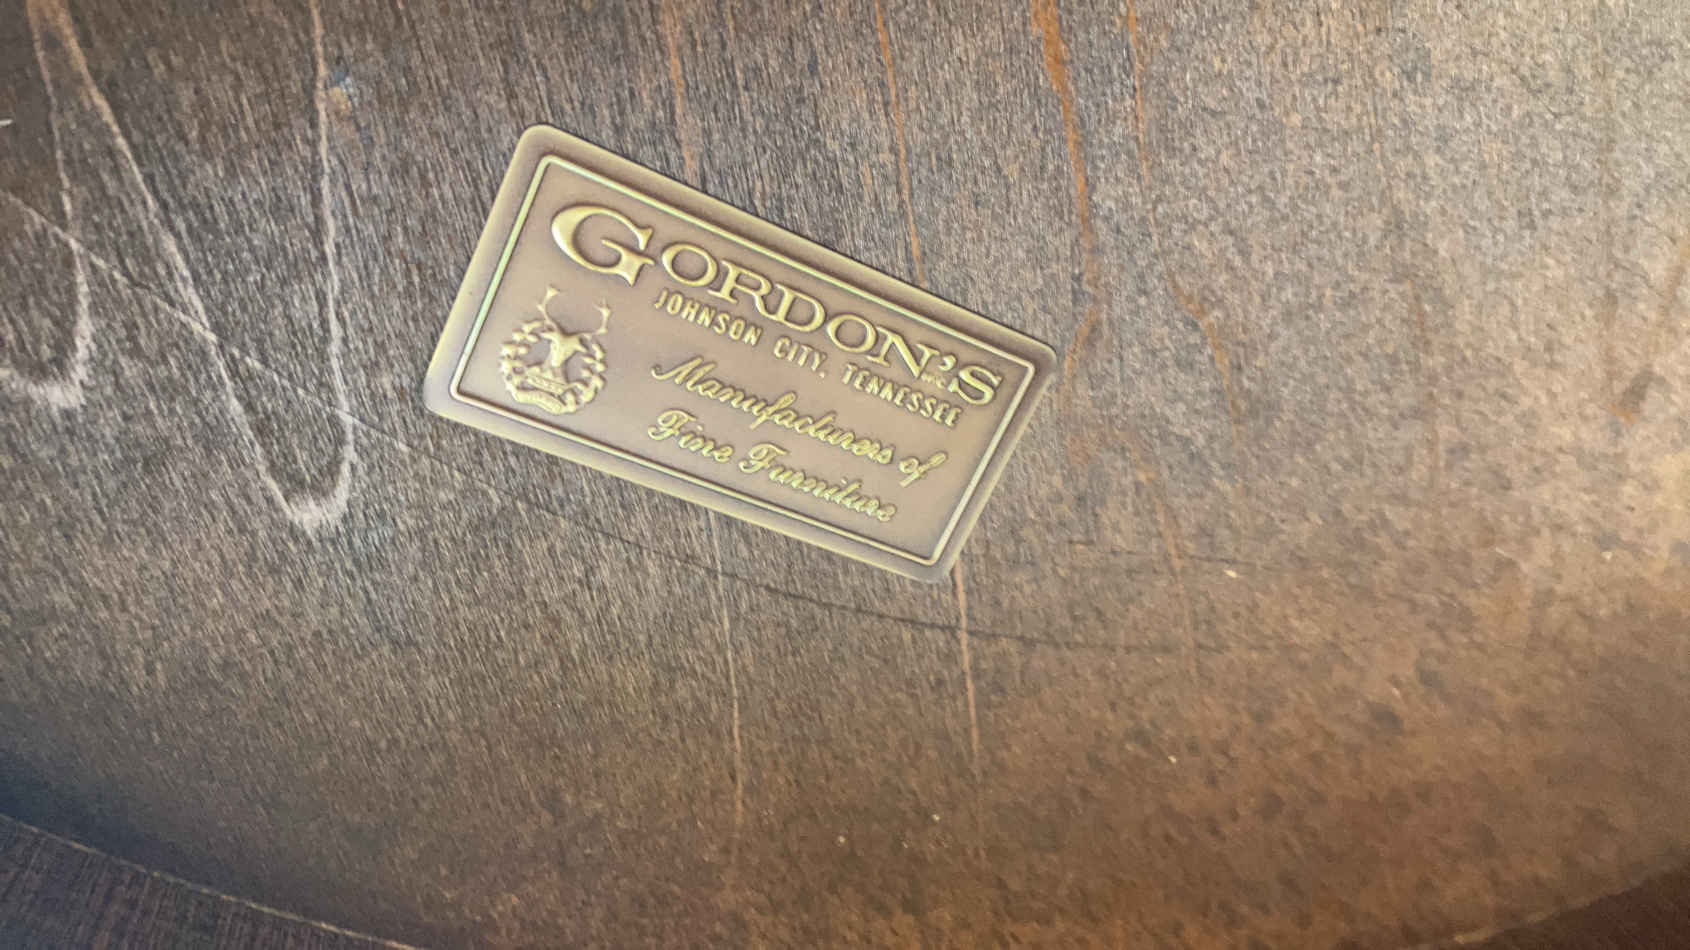 GORDON'S INC.
JOHNSON CITY, TENNESSEE
Manufacturers of
Fine Furniture